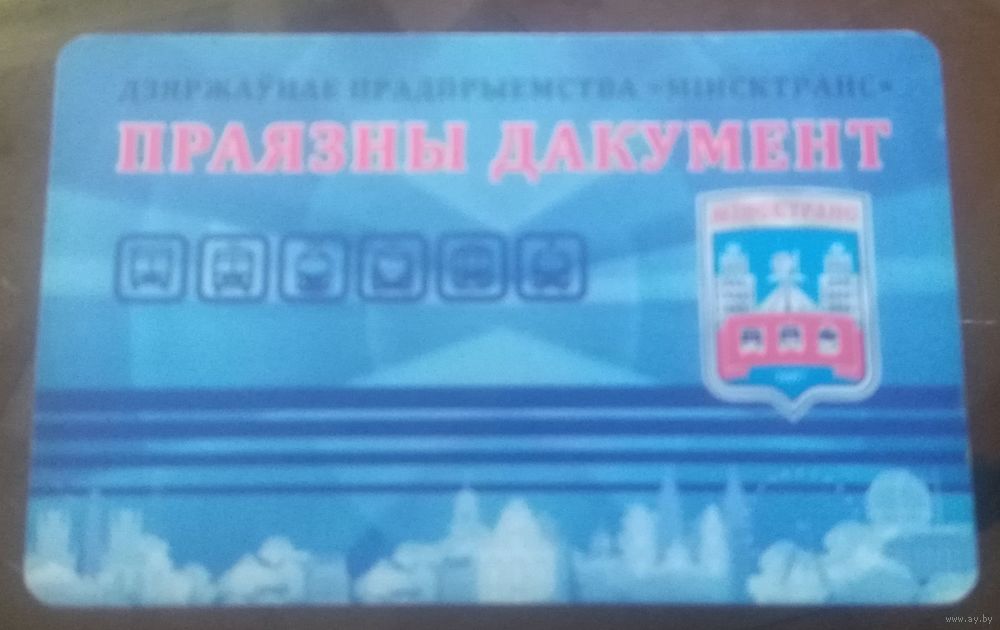 ДЗЯРЖАЎНАЕ ПРАДПРЫЕМСТВА «МІНСКТРАНС»
ПРАЯЗНЫ ДАКУМЕНТ
МІНСКТРАНС
www.ay.by